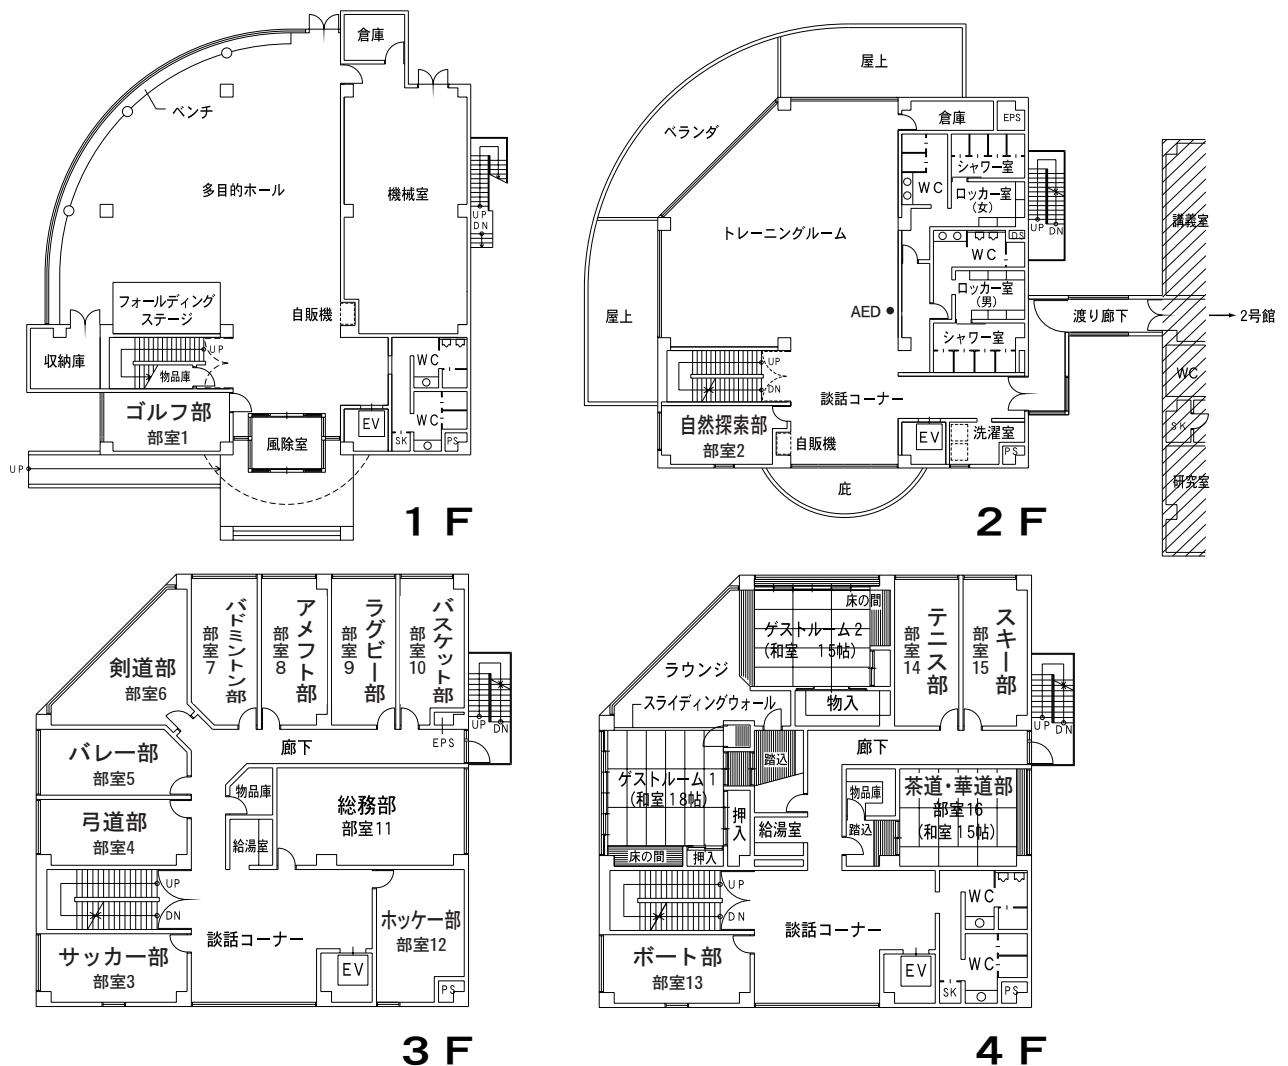 倉庫
ベンチ
多目的ホール
機械室
UP
DN
フォールディング
ステージ
自販機
収納庫
UP
物品庫
WC
ゴルフ部
部室1
風除室
EV
WC
SK
PS
UP
1F
屋上
ベランダ
倉庫
EPS
シャワー室
WC
ロッカー室
(女)
UP
DN
DS
トレーニングルーム
WC
ロッカー室
(男)
屋上
AED
シャワー室
UP
DN
談話コーナー
自然探索部
部室2
自販機
EV
洗濯室
PS
庇
講義室
渡り廊下
2号館
WC
SK
研究室
2F
バドミントン部
部室7
アメフト部
部室8
ラグビー部
部室9
バスケット部
部室10
剣道部
部室6
EPS
UP
DN
バレー部
部室5
廊下
物品庫
総務部
部室11
弓道部
部室4
給湯室
UP
DN
談話コーナー
ホッケー部
部室12
サッカー部
部室3
EV
PS
3F
床の間
ゲストルーム2
(和室 15帖)
テニス部
部室14
スキー部
部室15
ラウンジ
スライディングウォール
物入
UP
DN
廊下
踏込
ゲストルーム1
(和室18帖)
物品庫
茶道・華道部
部室16
(和室15帖)
押入
給湯室
踏込
床の間
押入
UP
DN
WC
談話コーナー
ボート部
部室13
EV
WC
SK
PS
4F